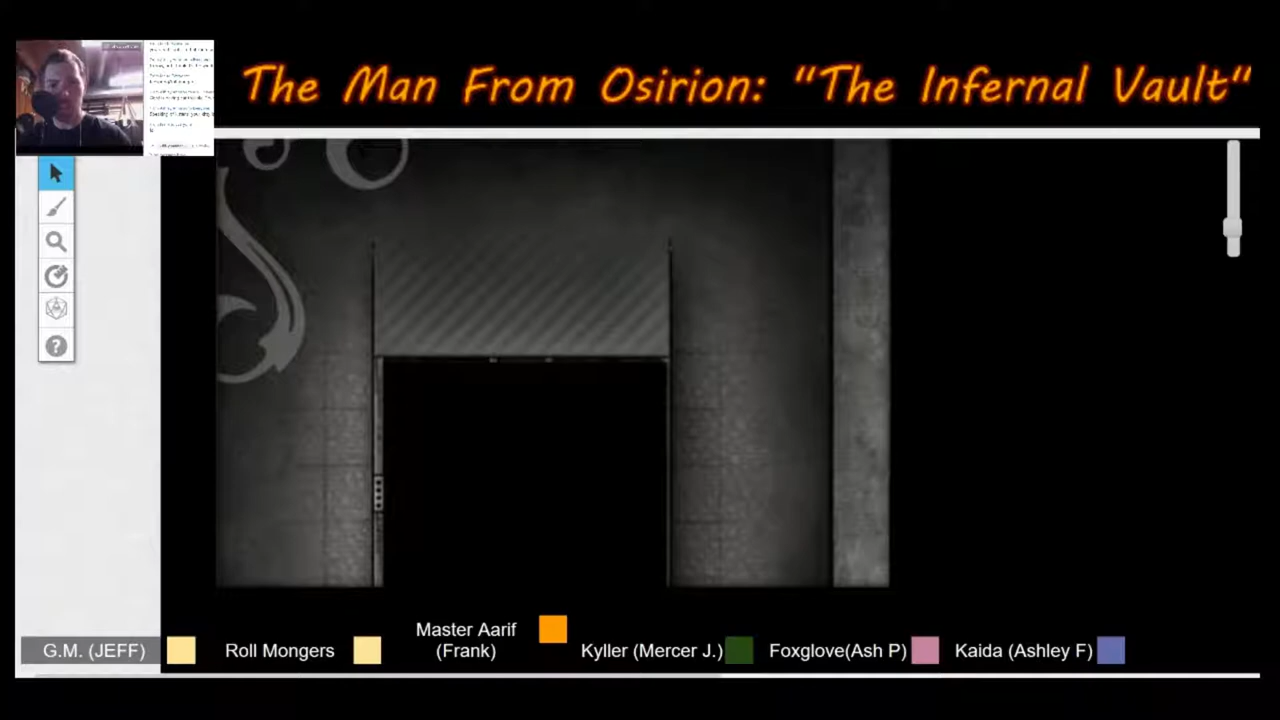 The Man From Osirion: "The Infernal Vault"
G.M. (JEFF)
Roll Mongers
Master Aarif
(Frank)
Kyller (Mercer J.)
Foxglove(Ash P)
Kaida (Ashley F)